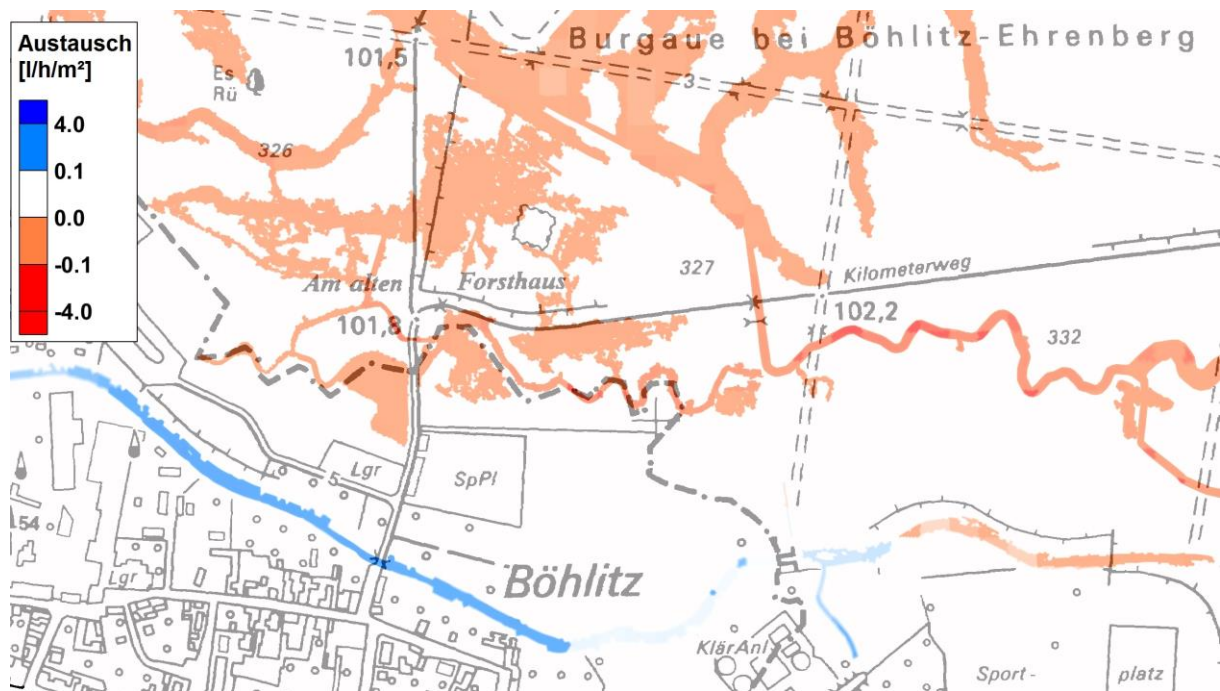 Austausch
[l/h/m²]
4.0
0.1
0.0
-0.1
-4.0
Burgaue bei Böhlitz-Ehrenberg
101,5
3
Es
Rü
326
Am alten Forsthaus
327
Kilometerweg
101,8
102,2
332
Lgr
5
SpPl
54
Lgr
Böhlitz
KlärAnl
Sport-
platz